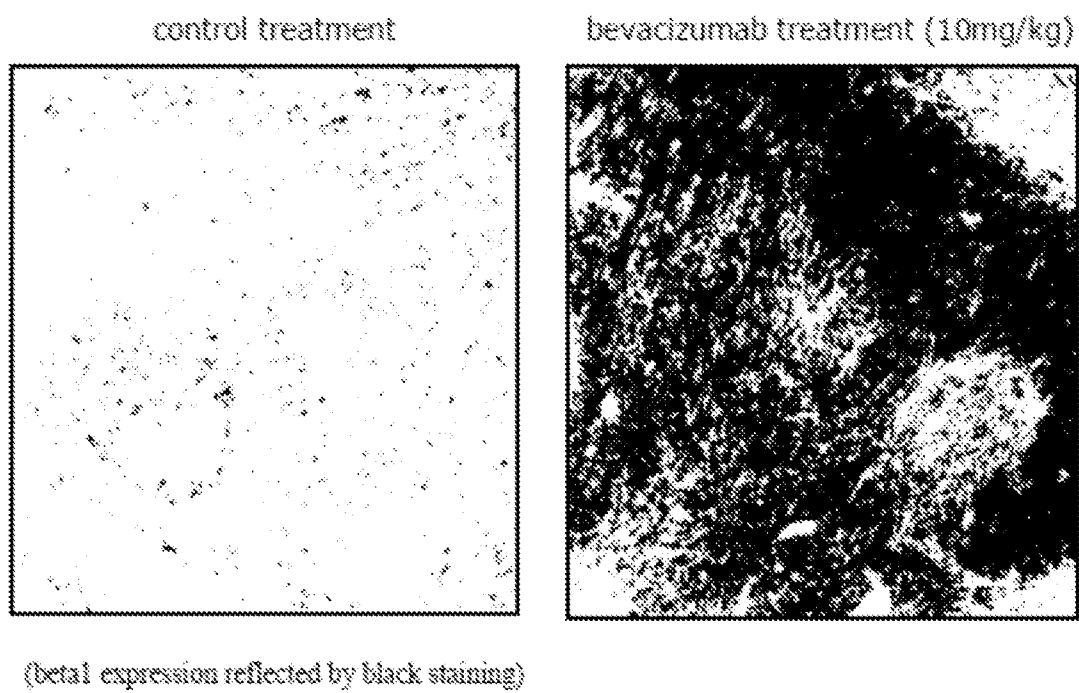 control treatment
bevacizumab treatment (10mg/kg)
(beta1 expression reflected by black staining)